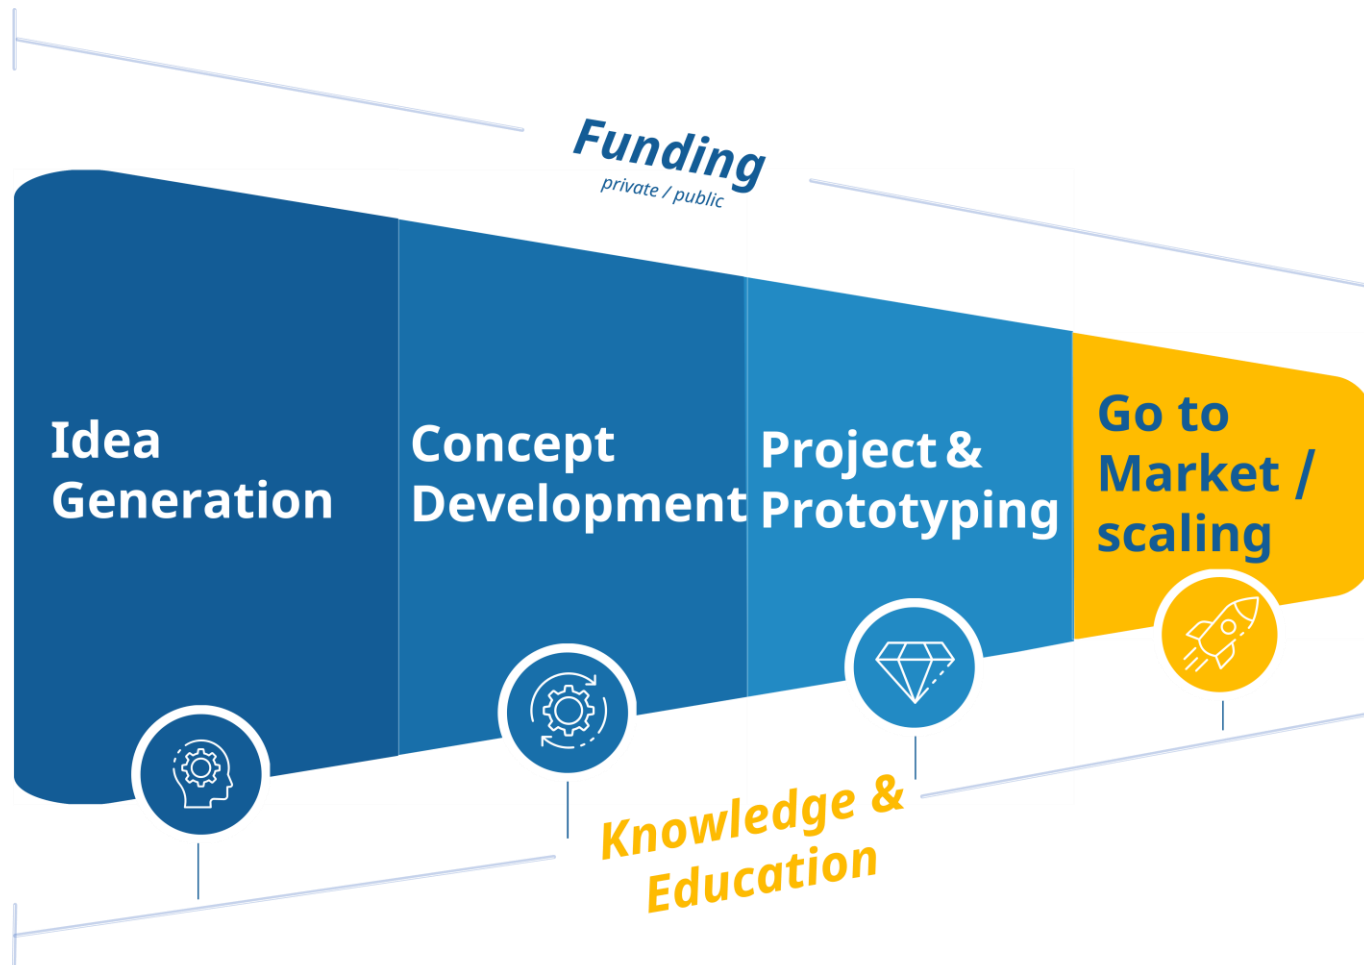 Funding
private / public
Idea
Generation
Concept
Development
Project &
Prototyping
Go to
Market /
scaling
Knowledge &
Education